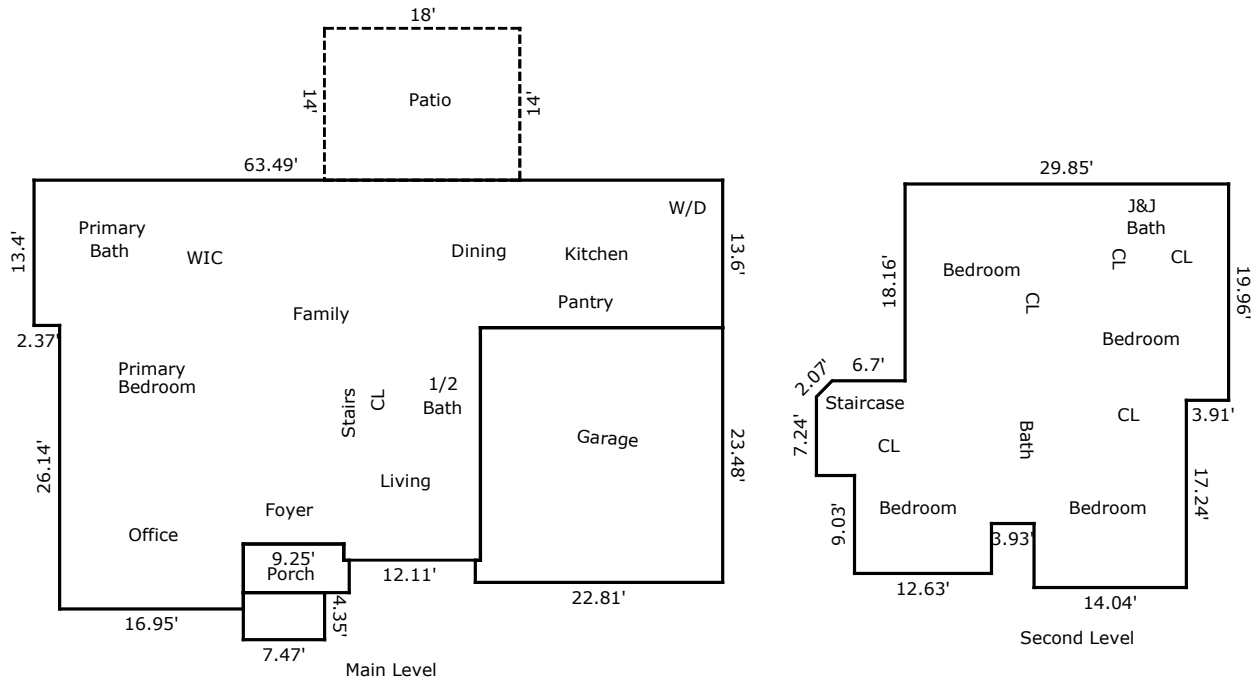 18'
14'
Patio
14'
63.49'
13.4'
Primary
Bath
WIC
Dining
Kitchen
W/D
13.6'
Pantry
Family
2.37'
Primary
Bedroom
Stairs
CL
1/2
Bath
Garage
23.48'
26.14'
Living
Foyer
Office
9.25'
Porch
12.11'
22.81'
16.95'
4.35'
7.47'
Main Level
29.85'
J&J
Bath
CL
CL
18.16'
Bedroom
CL
19.96'
Bedroom
2.07'
6.7'
Staircase
7.24'
CL
Bath
CL
3.91'
Bedroom
Bedroom
9.03'
3.93'
17.24'
12.63'
14.04'
Second Level